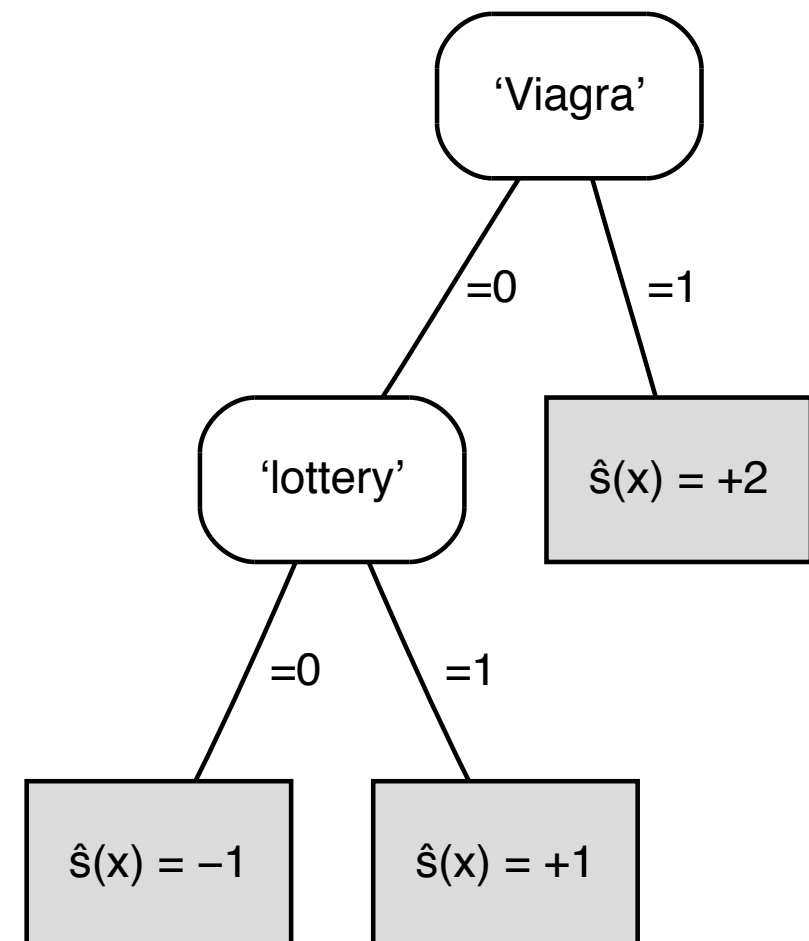 ‘Viagra’
=0
=1
‘lottery’
ŝ(x) = +2
=0
=1
ŝ(x) = −1
ŝ(x) = +1